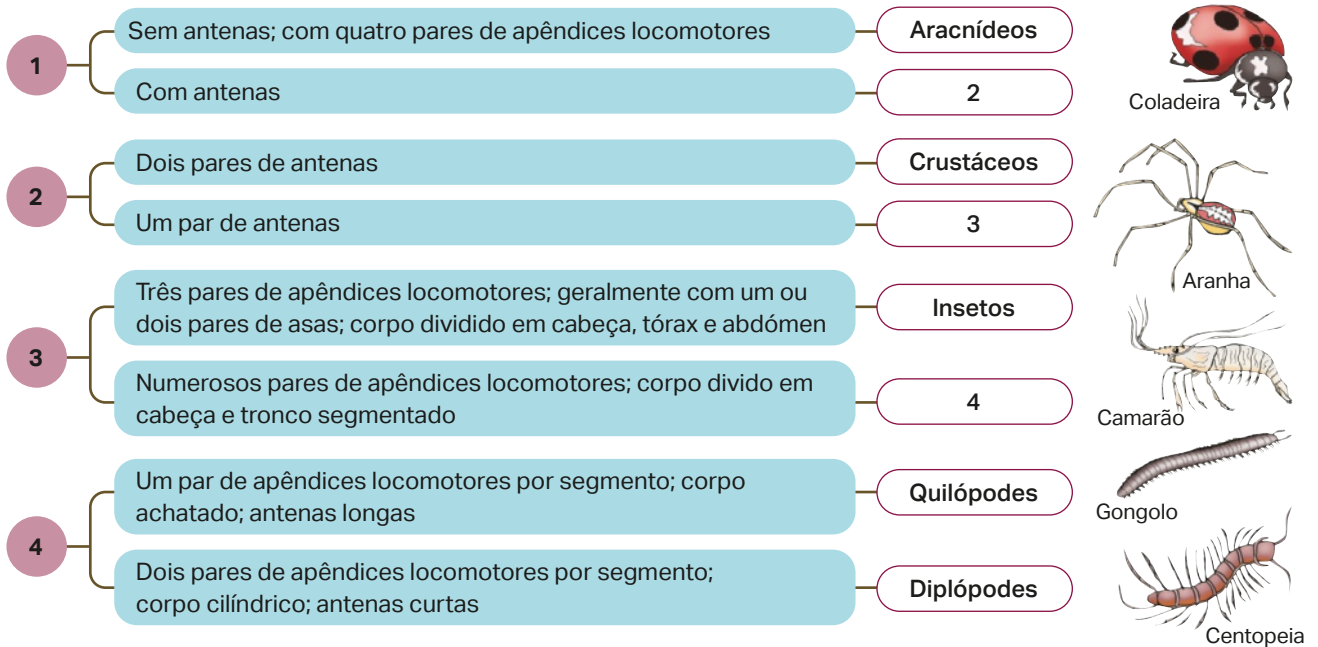 1
Sem antenas; com quatro pares de apêndices locomotores
Aracnídeos
Com antenas
2
Coladeira
2
Dois pares de antenas
Crustáceos
Um par de antenas
3
Aranha
3
Três pares de apêndices locomotores; geralmente com um ou
dois pares de asas; corpo dividido em cabeça, tórax e abdómen
Insetos
Numerosos pares de apêndices locomotores; corpo divido em
cabeça e tronco segmentado
4
Camarão
4
Um par de apêndices locomotores por segmento; corpo
achatado; antenas longas
Quilópodes
Gongolo
Dois pares de apêndices locomotores por segmento;
corpo cilíndrico; antenas curtas
Diplópodes
Centopeia